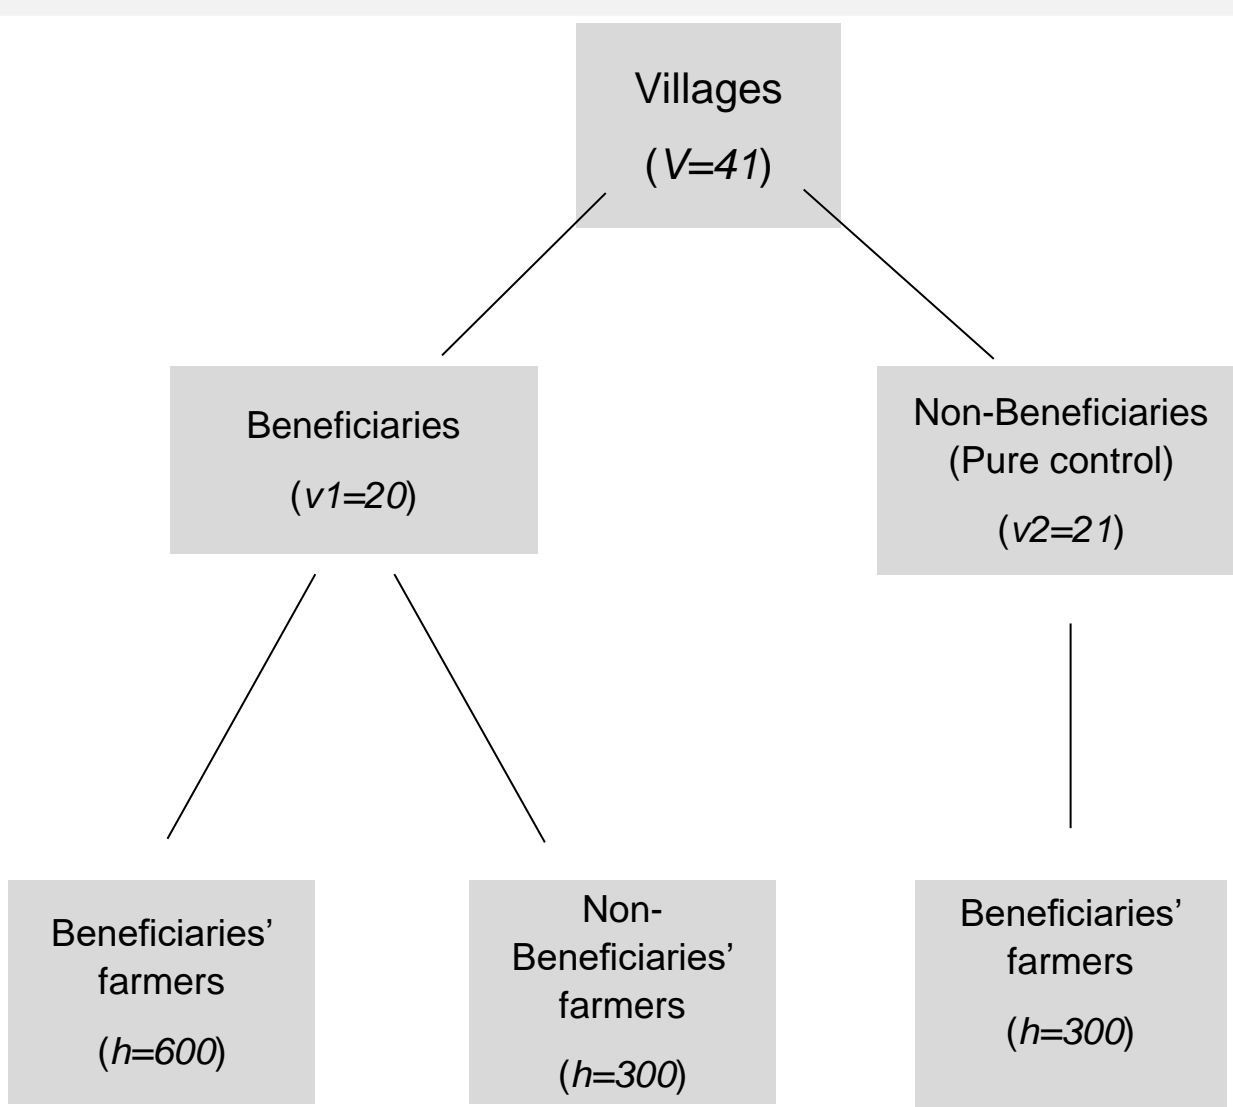 Villages
(V=41)
Beneficiaries
(v1=20)
Non-Beneficiaries
(Pure control)
(v2=21)
Beneficiaries’
farmers
(h=600)
Non-
Beneficiaries’
farmers
(h=300)
Beneficiaries’
farmers
(h=300)